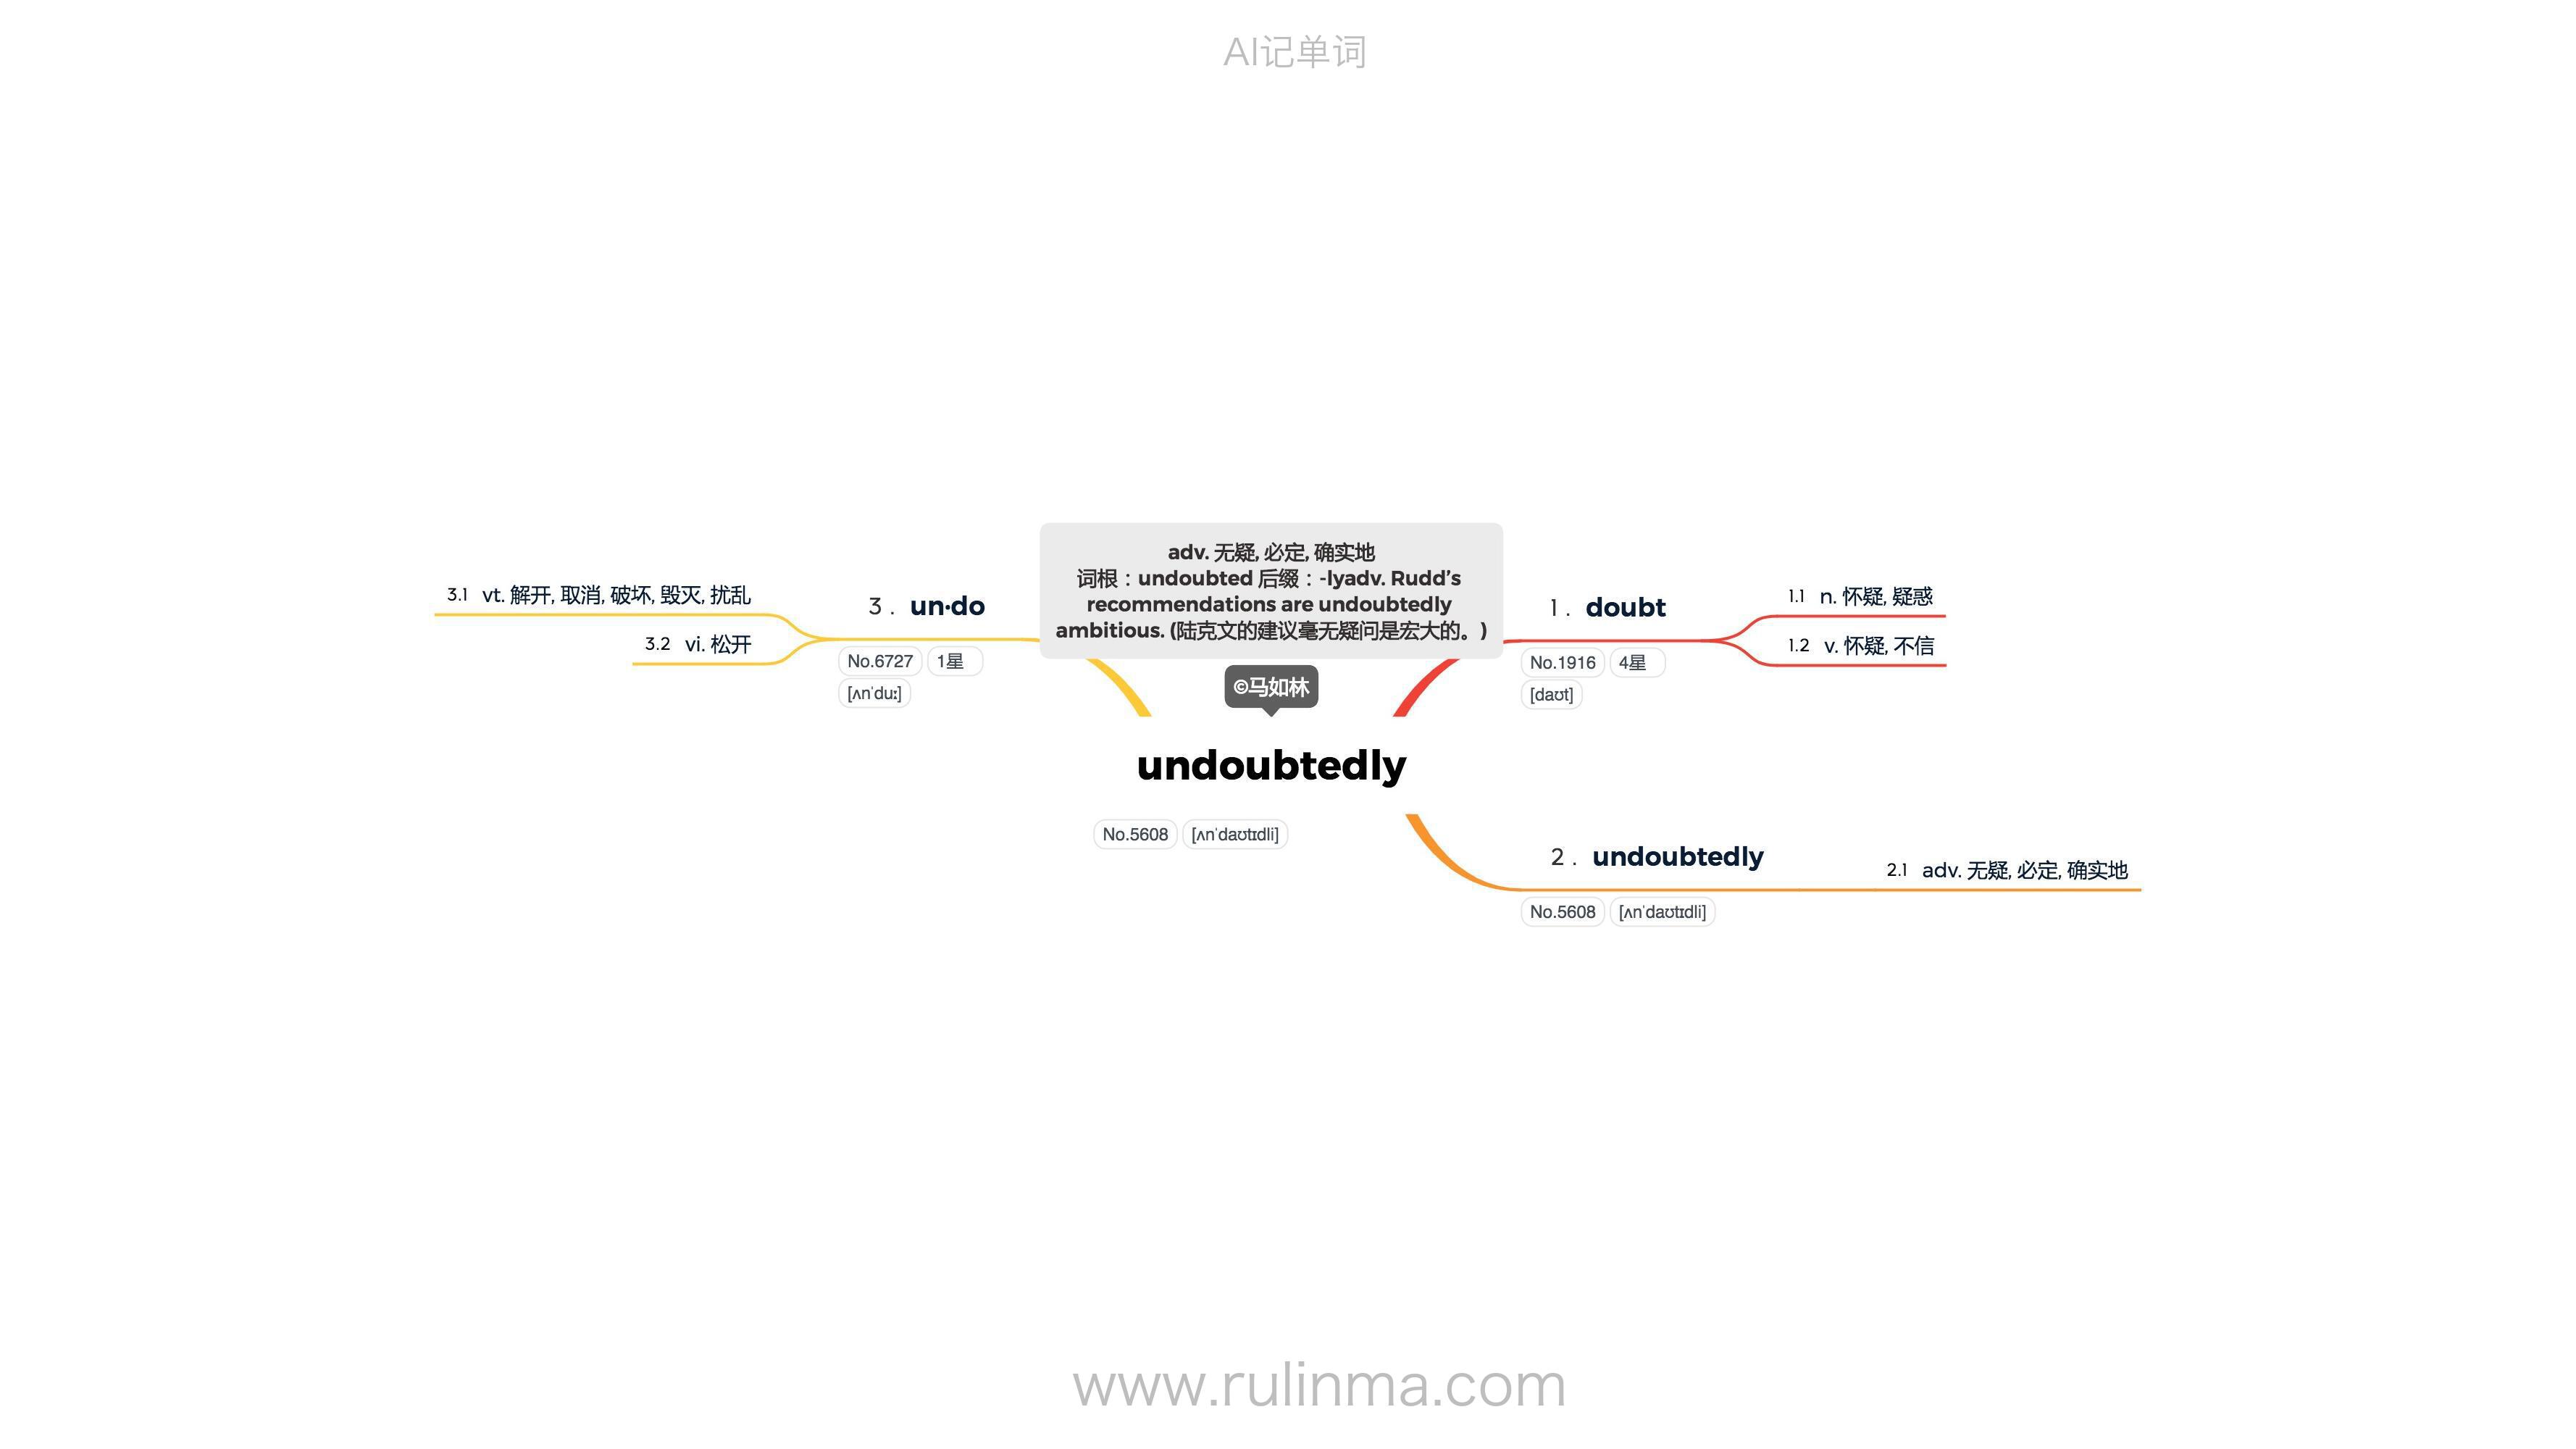 AI记单词
adv. 无疑, 必定, 确实地
词根：undoubted 后缀：-lyadv. Rudd’s
recommendations are undoubtedly
ambitious. (陆克文的建议毫无疑问是宏大的。)
©马如林
undoubtedly
No.5608 [ʌnˈdaʊtɪdli]
1. doubt
No.1916 4星
[daʊt]
1.1 n. 怀疑, 疑惑
1.2 v. 怀疑, 不信
2. undoubtedly
No.5608 [ʌnˈdaʊtɪdli]
2.1 adv. 无疑, 必定, 确实地
3. un·do
No.6727 1星
[ʌnˈduː]
3.1 vt. 解开, 取消, 破坏, 毁灭, 扰乱
3.2 vi. 松开
www.rulinma.com